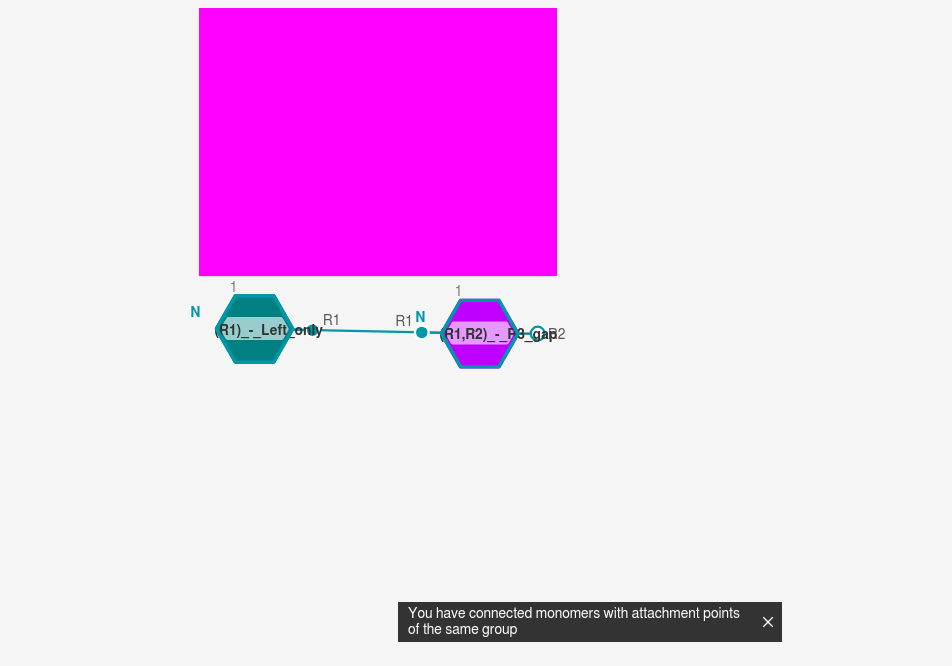 1
1
N
R1
R1
N
(R1)_-_Left_only
(R1,R2)_-_R3_gap
R2
You have connected monomers with attachment points
of the same group